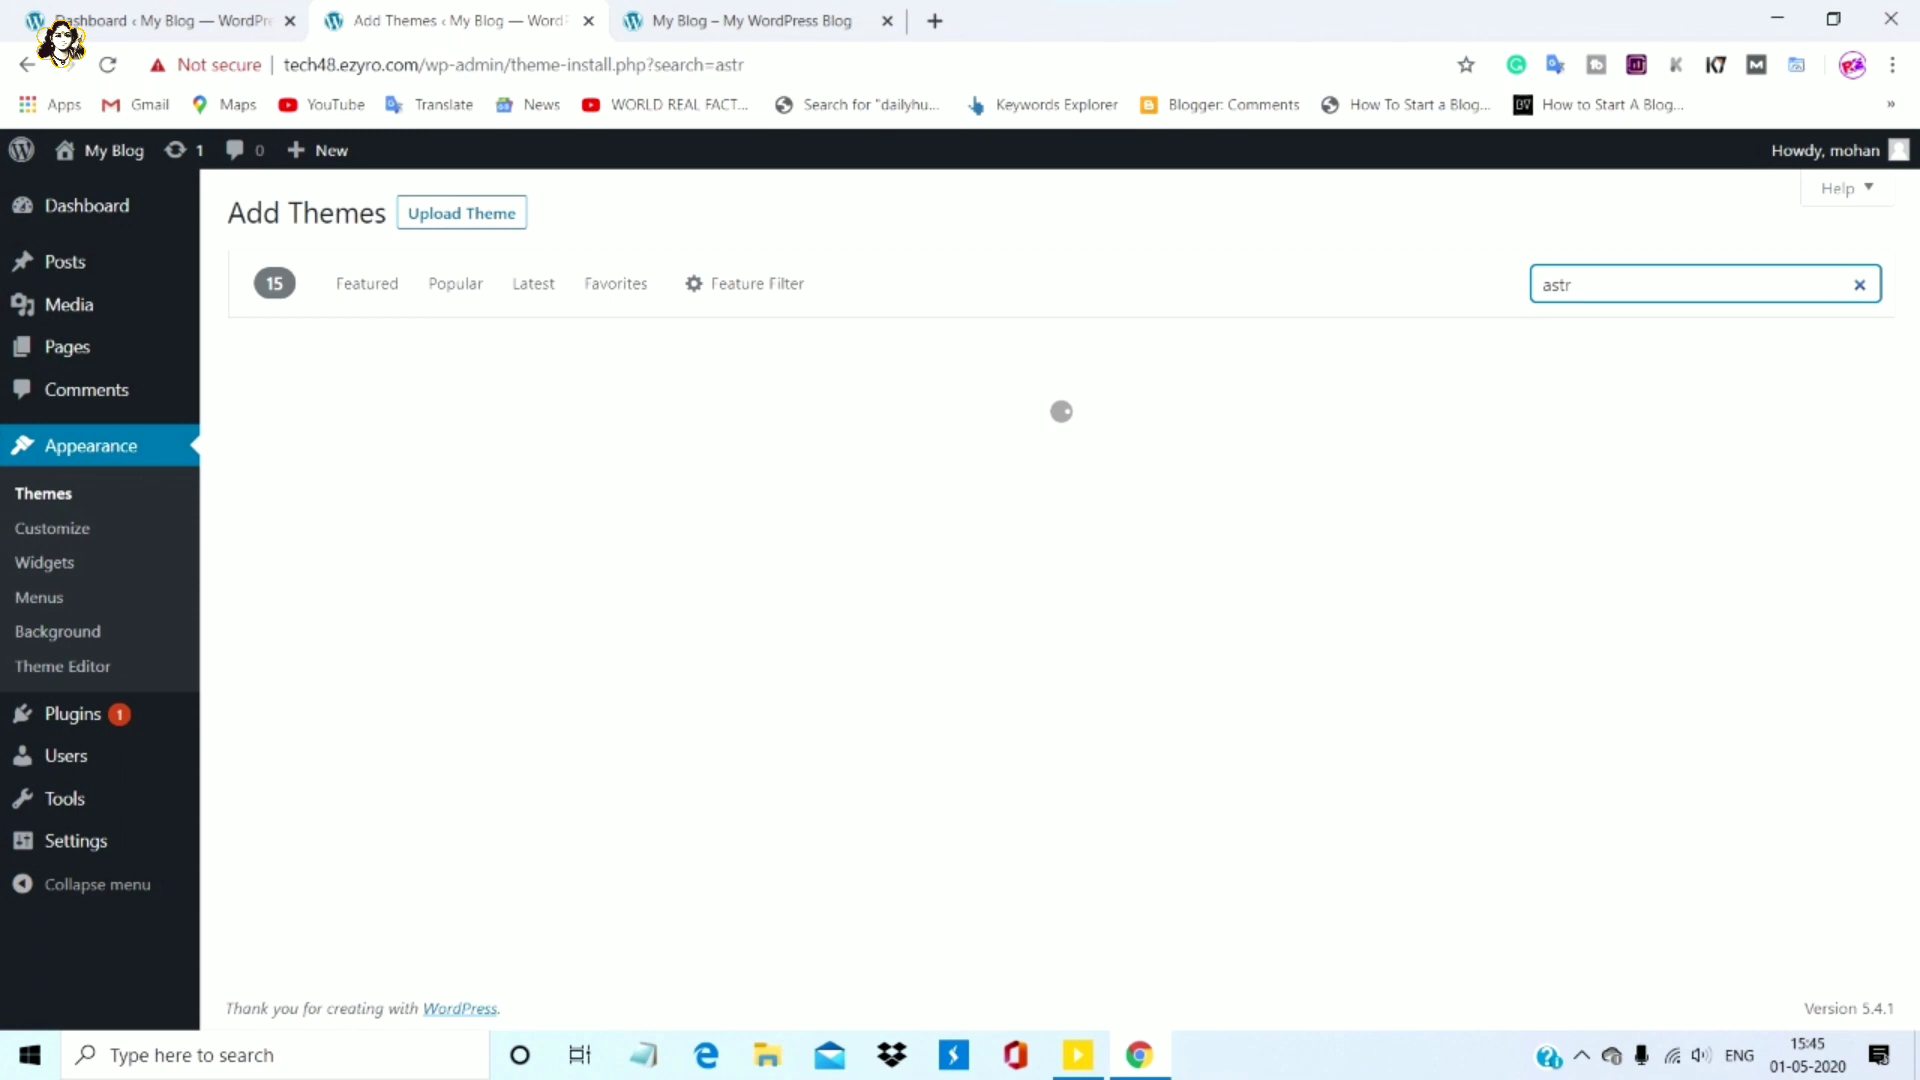 Dashboard ‹ My Blog — WordPre
Add Themes ‹ My Blog — WordP
My Blog – My WordPress Blog
Not secure
tech48.ezyro.com/wp-admin/theme-install.php?search=astr
Apps
Gmail
Maps
YouTube
Translate
News
WORLD REAL FACT...
Search for "dailyhu...
Keywords Explorer
Blogger: Comments
How To Start a Blog...
How to Start A Blog...
»
My Blog
1
0
New
Howdy, mohan
Help
Dashboard
Posts
Media
Pages
Comments
Appearance
Themes
Customize
Widgets
Menus
Background
Theme Editor
Plugins 1
Users
Tools
Settings
Collapse menu
Add Themes
Upload Theme
15
Featured
Popular
Latest
Favorites
Feature Filter
astr
Thank you for creating with WordPress.
Version 5.4.1
Type here to search
ENG
15:45
01-05-2020